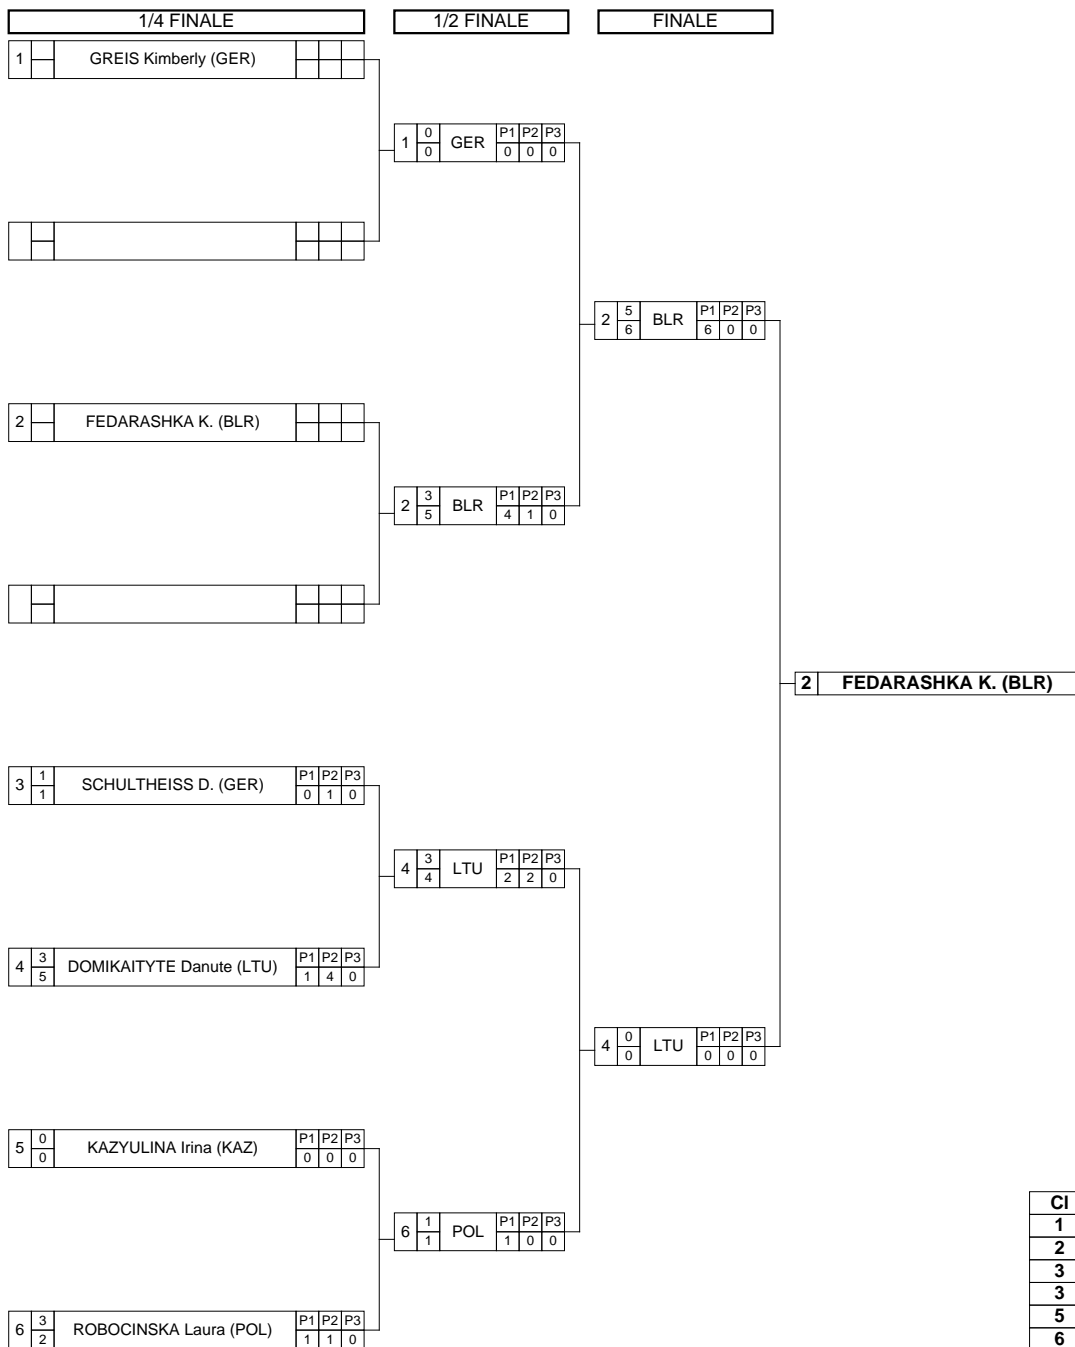 1/4 FINALE 1/2 FINALE FINALE
1 GREIS Kimberly (GER)
1 0 GER P1 P2 P3
0 0 0 0
2 5 BLR P1 P2 P3
6 6 0 0
2 FEDARASHKA K. (BLR)
2 3 BLR P1 P2 P3
5 4 1 0
2 FEDARASHKA K. (BLR)
3 1 SCHULTHEISS D. (GER) P1 P2 P3
1 0 1 0
4 3 LTU P1 P2 P3
4 2 2 0
4 3 DOMIKAITYTE Danute (LTU) P1 P2 P3
5 1 4 0
4 0 LTU P1 P2 P3
0 0 0 0
5 0 KAZYULINA Irina (KAZ) P1 P2 P3
0 0 0 0
6 1 POL P1 P2 P3
1 1 0 0
6 3 ROBOCINSKA Laura (POL) P1 P2 P3
2 1 1 0
Cl
1
2
3
3
5
6